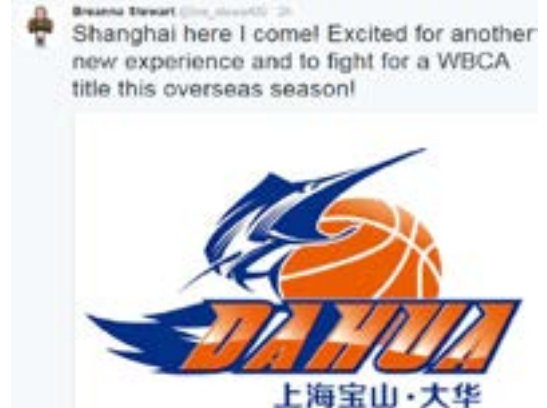 Breanna Stewart
Shanghai here I come! Excited for another
new experience and to fight for a WBCA
title this overseas season!
DAHUA
上海宝山·大华